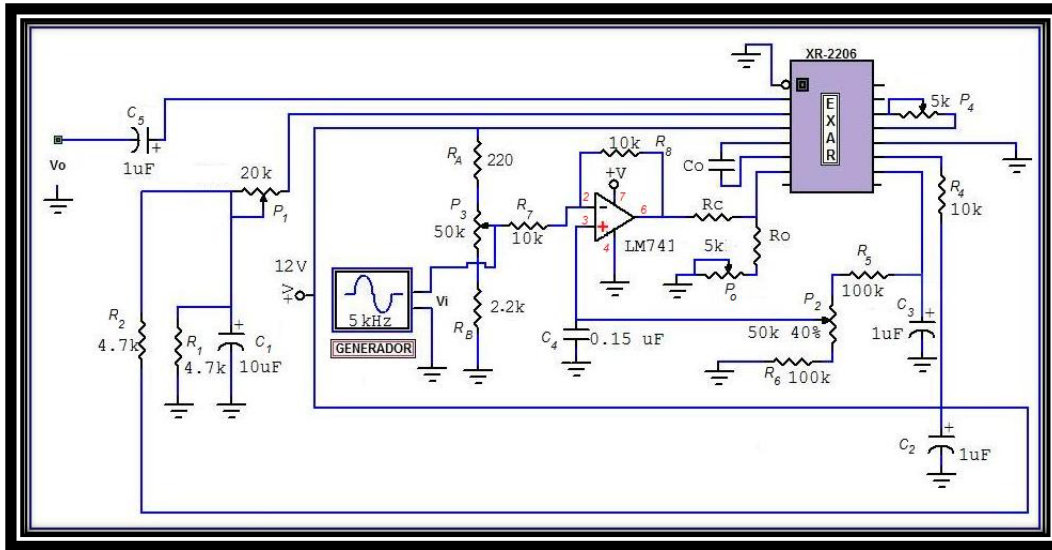 XR-2206
EXAR
5k P4
C5
+
1uF
Vo
20k
P1
RA
220
10k R8
+V
2
3
7
6
4
LM741
Co
Rc
Ro
R4
10k
P3
50k
R7
10k
5k
Po
R5
100k
12V
+V
5kHz
Vi
GENERADOR
2.2k
RB
P2
50k 40%
C3
+
1uF
R2
4.7k
R1
4.7k
C1
+
10uF
C4
0.15 uF
R6 100k
C2
+
1uF